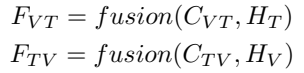 F_{VT} = fusion(C_{VT}, H_T)
F_{TV} = fusion(C_{TV}, H_V)